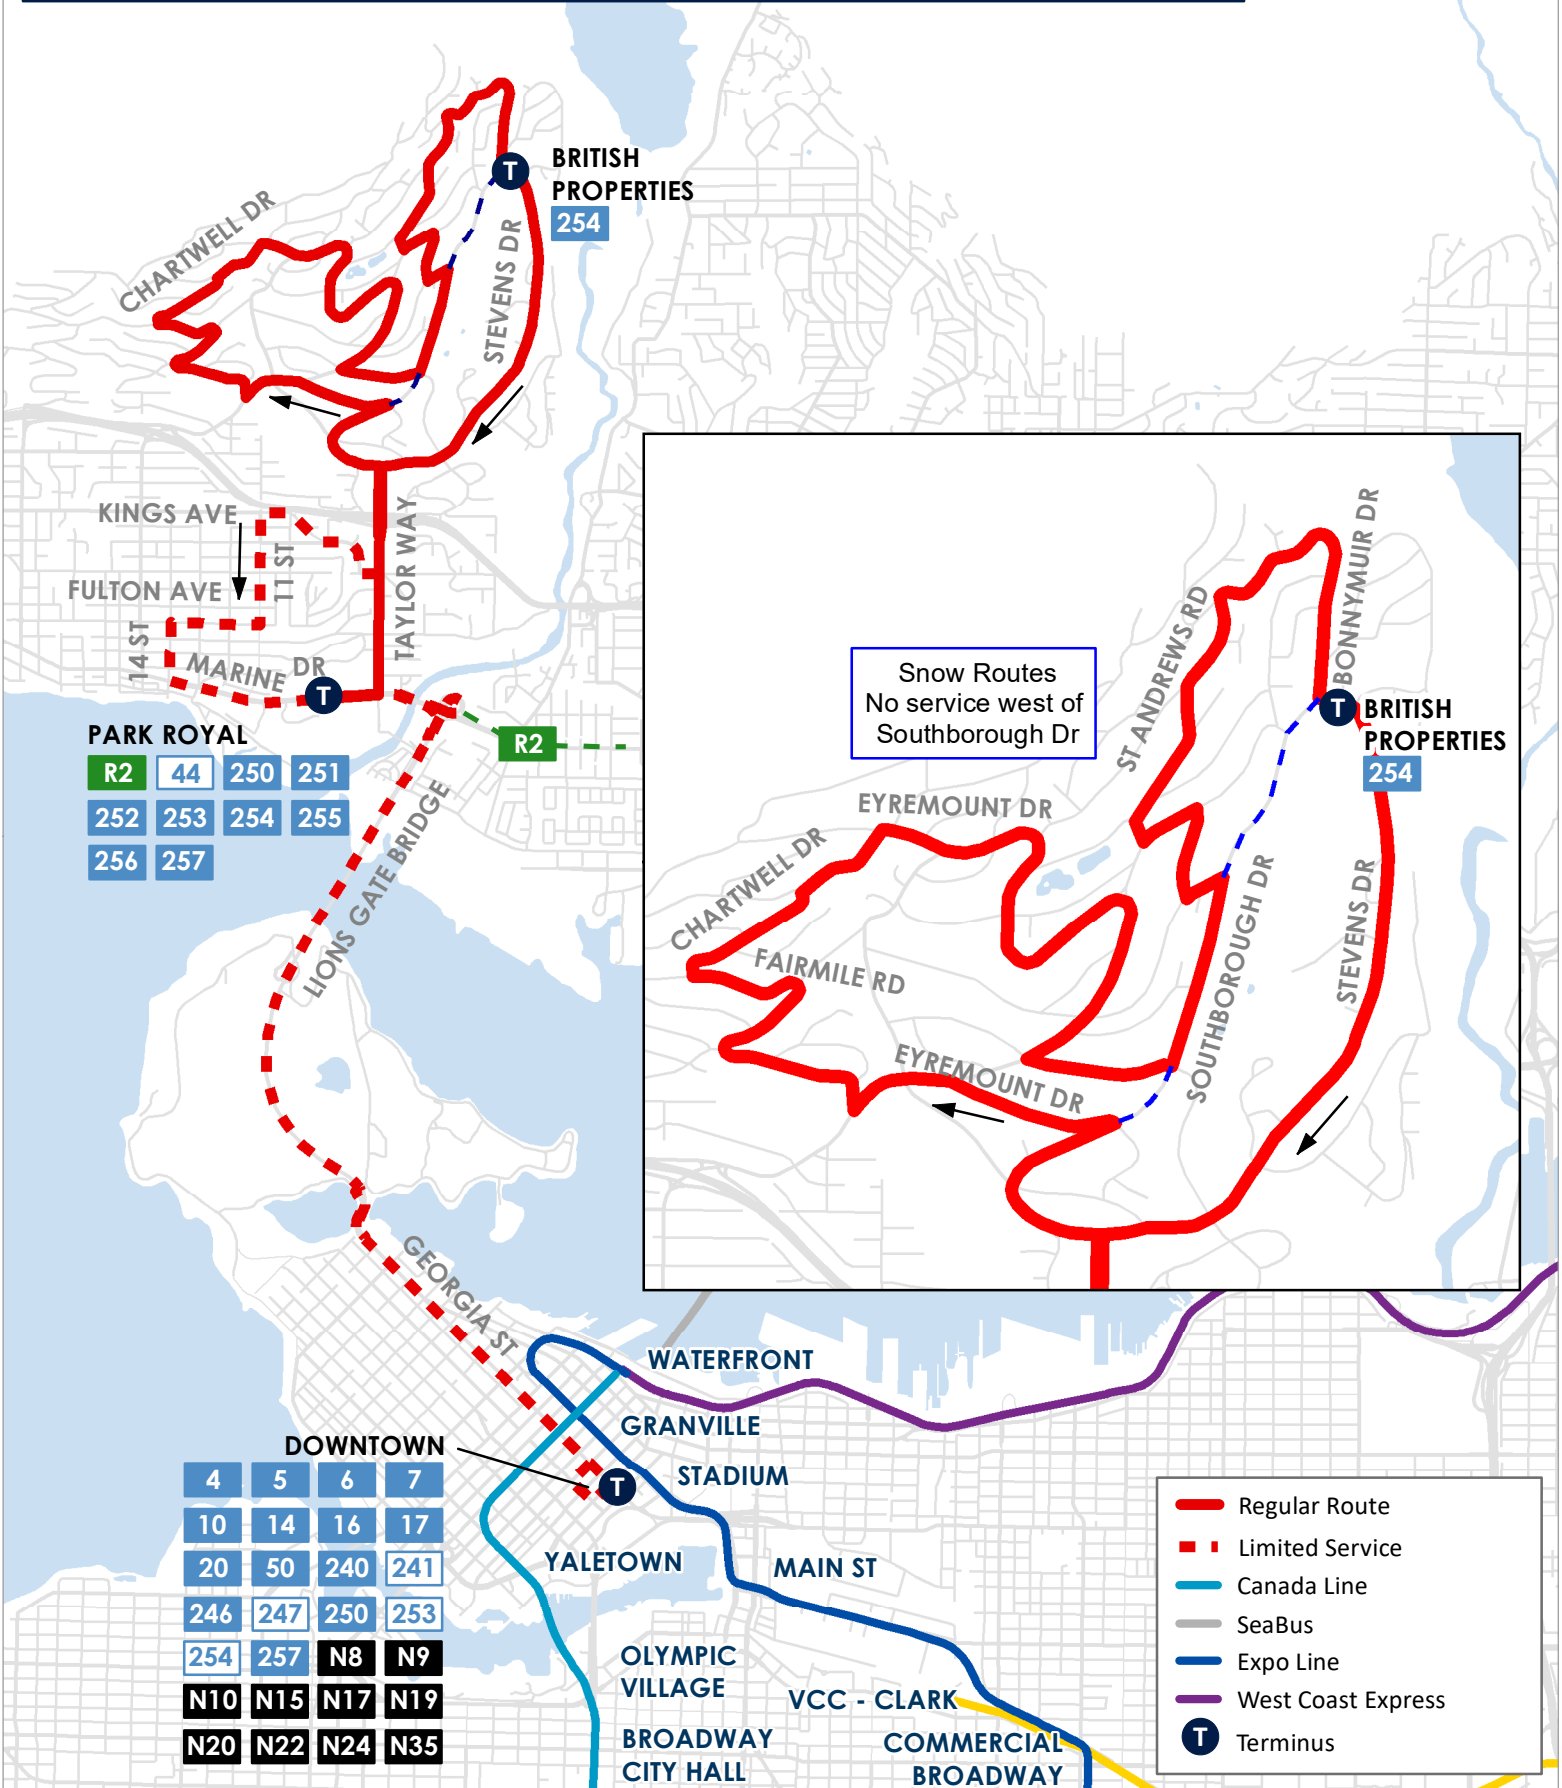 BRITISH
PROPERTIES
254
CHARTWELL DR
STEVENS DR
KINGS AVE
11 ST
FULTON AVE
TAYLOR WAY
14 ST
MARINE DR
T
T
PARK ROYAL
R2 44 250 251
252 253 254 255
256 257
R2
LIONS GATE BRIDGE
Snow Routes
No service west of
Southborough Dr
ST ANDREWS RD
BONNYMUIR DR
T
BRITISH
PROPERTIES
254
EYREMOUNT DR
CHARTWELL DR
FAIRMILE RD
EYREMOUNT DR
SOUTHBOROUGH DR
STEVENS DR
GEORGIA ST
WATERFRONT
GRANVILLE
STADIUM
DOWNTOWN
T
4 5 6 7
10 14 16 17
20 50 240 241
246 247 250 253
254 257 N8 N9
N10 N15 N17 N19
N20 N22 N24 N35
YALETOWN
MAIN ST
OLYMPIC
VILLAGE
VCC - CLARK
BROADWAY
CITY HALL
COMMERCIAL
BROADWAY
Regular Route
Limited Service
Canada Line
SeaBus
Expo Line
West Coast Express
T Terminus